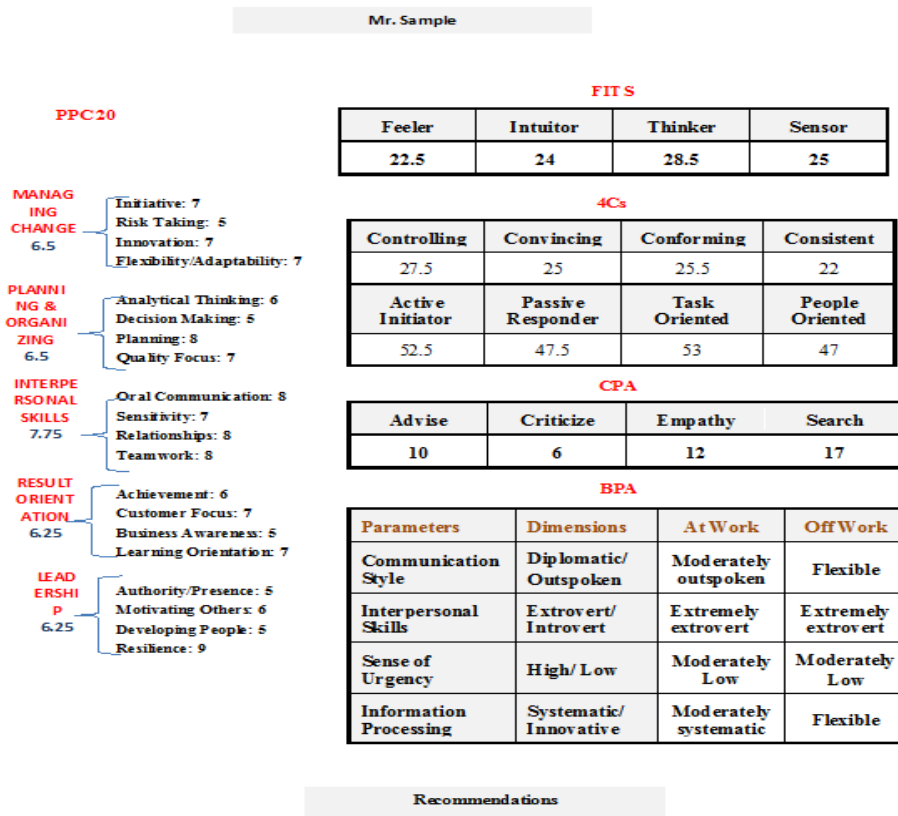 Mr. Sample
PPC20
MANAG
ING
CHANGE
6.5
Initiative: 7
Risk Taking: 5
Innovation: 7
Flexibility/Adaptability: 7
PLANNI
NG &
ORGANI
ZING
6.5
Analytical Thinking: 6
Decision Making: 5
Planning: 8
Quality Focus: 7
INTERPE
RSONAL
SKILLS
7.75
Oral Communication: 8
Sensitivity: 7
Relationships: 8
Teamwork: 8
RESULT
ORIENT
ATION
6.25
Achievement: 6
Customer Focus: 7
Business Awareness: 5
Learning Orientation: 7
LEAD
ERSHI
P
6.25
Authority/Presence: 5
Motivating Others: 6
Developing People: 5
Resilience: 9
FITS
Feeler Intuitor Thinker Sensor
22.5 24 28.5 25
4Cs
Controlling Convincing Conforming Consistent
27.5 25 25.5 22
Active Passive Task People
Initiator Responder Oriented Oriented
52.5 47.5 53 47
CPA
Advise Criticize Empathy Search
10 6 12 17
BPA
Parameters Dimensions At Work Off Work
Communication Diplomatic/ Moderately Flexible
Style Outspoken outspoken
Interpersonal Extrovert/ Extremely Extremely
Skills Introvert extrovert extrovert
Sense of High/ Low Moderately Moderately
Urgency Low Low
Information Systematic/ Moderately Flexible
Processing Innovative systematic
Recommendations